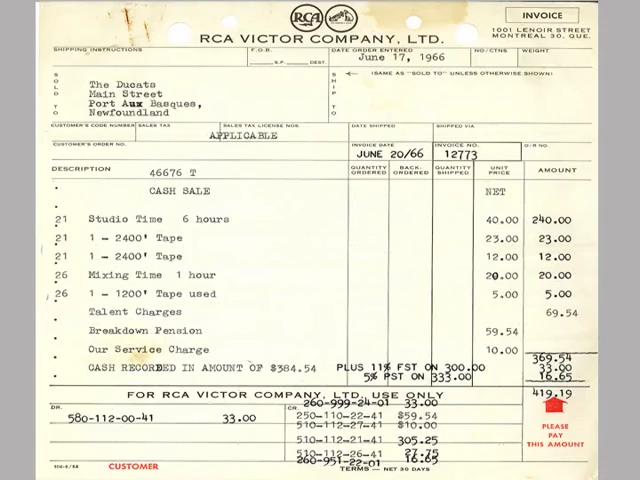 RCA
INVOICE
RCA VICTOR COMPANY, LTD.
1001 LENOIR STREET
MONTREAL 30, QUE.
SHIPPING INSTRUCTIONS F.O.B. DATE ORDER ENTERED NO/CTNS WEIGHT
S.P. DEST. June 17, 1966
SOLD TO SHIP TO (SAME AS "SOLD TO" UNLESS OTHERWISE SHOWN)
The Ducats
Main Street
Port Aux Basques,
Newfoundland
CUSTOMER'S CODE NUMBER SALES TAX SALES TAX LICENSE NOS. DATE SHIPPED SHIPPED VIA
APPLICABLE
CUSTOMER'S ORDER NO. INVOICE DATE INVOICE NO. O/R NO.
JUNE 20/66 12773
DESCRIPTION 46676 T QUANTITY ORDERED BACK-ORDERED QUANTITY SHIPPED UNIT PRICE AMOUNT
CASH SALE NET
21 Studio Time 6 hours 40.00 240.00
21 1 - 2400' Tape 23.00 23.00
21 1 - 2400' Tape 12.00 12.00
26 Mixing Time 1 hour 20.00 20.00
26 1 - 1200' Tape used 5.00 5.00
Talent Charges 69.54
Breakdown Pension 59.54
Our Service Charge 10.00
369.54
CASH RECORDED IN AMOUNT OF $384.54 PLUS 11% FST ON 300.00 33.00
5% PST ON 333.00 16.65
FOR RCA VICTOR COMPANY, LTD. USE ONLY 419.19
260-999-24-01 33.00
DR. CR.
580-112-00-41 33.00 250-110-22-41 $59.54
510-112-27-41 $10.00
510-112-21-41 305.25
510-112-26-41 27.75
260-951-22-01 16.65
PLEASE
PAY
THIS AMOUNT
CUSTOMER TERMS - NET 30 DAYS